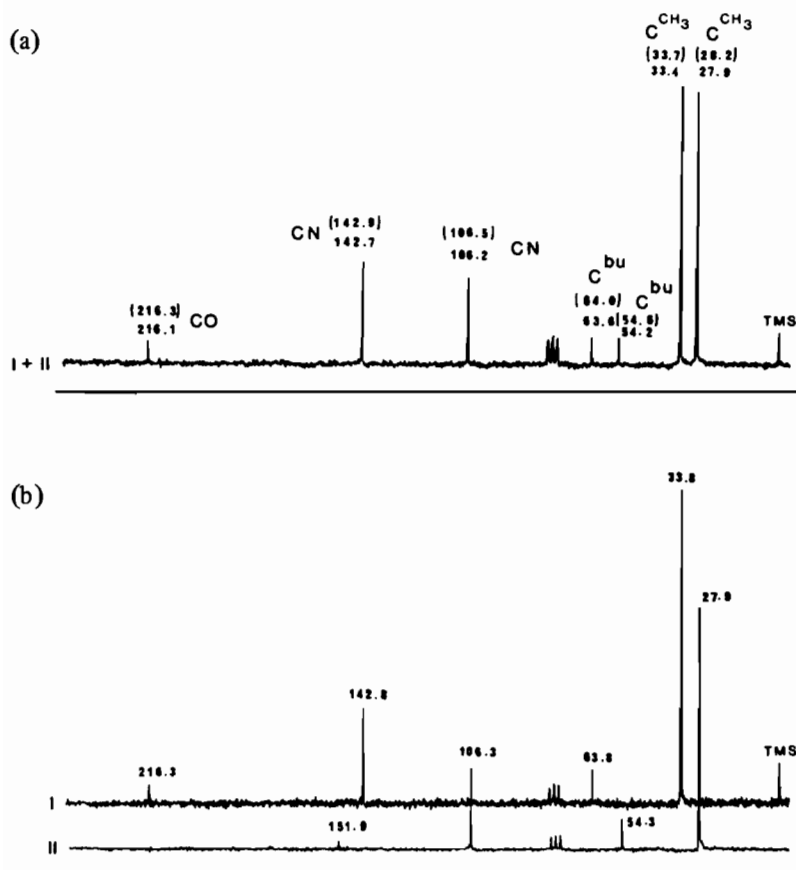 (a)
C CH3 C CH3
(33.7) (28.2)
33.4 27.9
CN (142.9)
142.7
(106.5) CN
106.2
C bu
(64.0) C bu
63.6 (54.6)
54.2
(216.3) CO
216.1
TMS
I + II
(b)
33.8
27.9
142.8
106.3
63.8
TMS
216.3
I
151.9
54.3
II